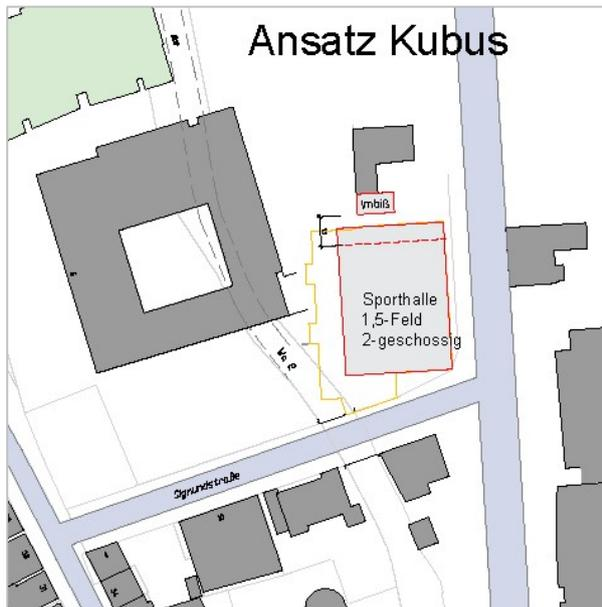 Ansatz Kubus
Imbiß
Sporthalle
1,5-Feld
2-geschossig
Sigmundstraße